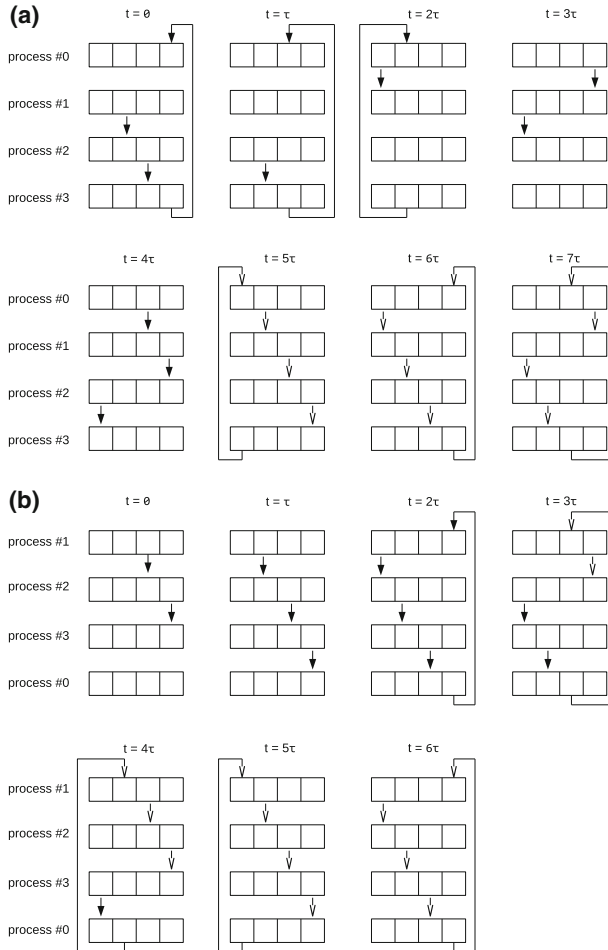 (a)
t = 0 t = τ t = 2τ t = 3τ
process #0
process #1
process #2
process #3
t = 4τ t = 5τ t = 6τ t = 7τ
process #0
process #1
process #2
process #3
(b)
t = 0 t = τ t = 2τ t = 3τ
process #1
process #2
process #3
process #0
t = 4τ t = 5τ t = 6τ
process #1
process #2
process #3
process #0